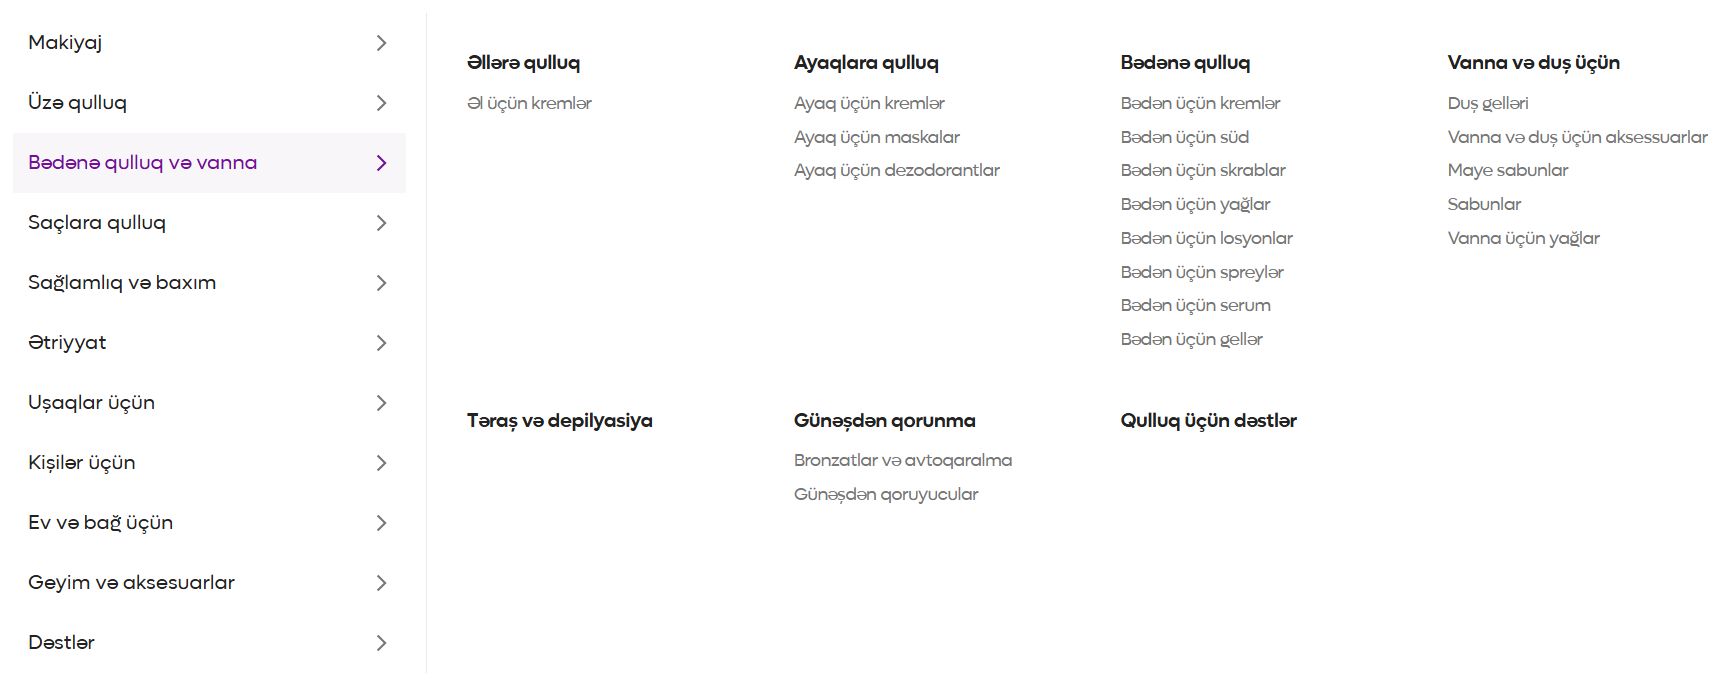 Makiyaj
Üzə qulluq
Bədənə qulluq və vanna
Saçlara qulluq
Sağlamlıq və baxım
Ətriyyat
Uşaqlar üçün
Kişilər üçün
Ev və bağ üçün
Geyim və aksesuarlar
Dəstlər
Əllərə qulluq
Əl üçün kremlər
Ayaqlara qulluq
Ayaq üçün kremlər
Ayaq üçün maskalar
Ayaq üçün dezodorantlar
Bədənə qulluq
Bədən üçün kremlər
Bədən üçün süd
Bədən üçün skrablar
Bədən üçün yağlar
Bədən üçün losyonlar
Bədən üçün spreylər
Bədən üçün serum
Bədən üçün gellər
Vanna və duş üçün
Duş gelləri
Vanna və duş üçün aksessuarlar
Maye sabunlar
Sabunlar
Vanna üçün yağlar
Təraş və depilyasiya
Günəşdən qorunma
Bronzatlar və avtoqaralma
Günəşdən qoruyucular
Qulluq üçün dəstlər